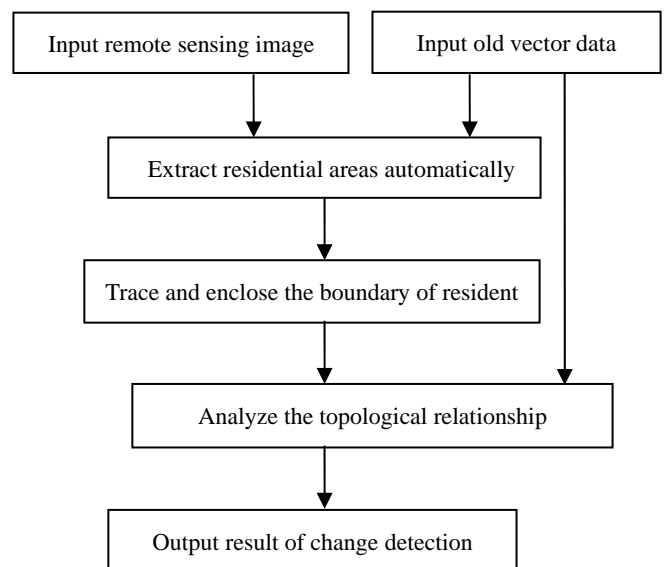 Input remote sensing image
Input old vector data
Extract residential areas automatically
Trace and enclose the boundary of resident
Analyze the topological relationship
Output result of change detection